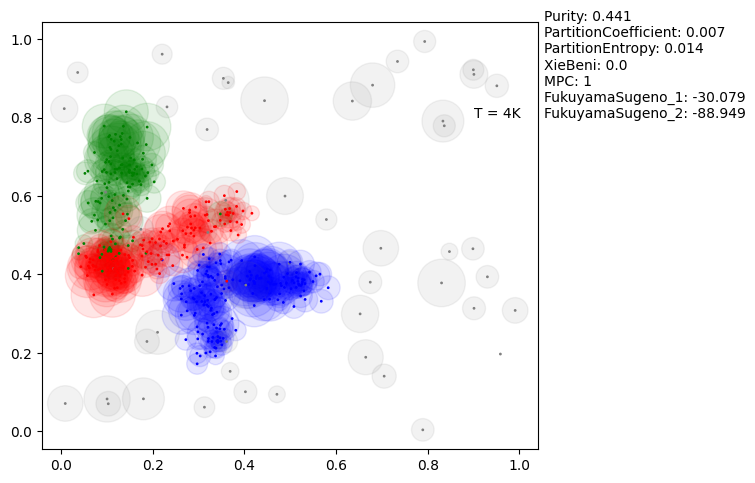 Purity: 0.441
PartitionCoefficient: 0.007
PartitionEntropy: 0.014
XieBeni: 0.0
MPC: 1
FukuyamaSugeno_1: -30.079
FukuyamaSugeno_2: -88.949
T = 4K
1.0
0.8
0.6
0.4
0.2
0.0
0.0 0.2 0.4 0.6 0.8 1.0